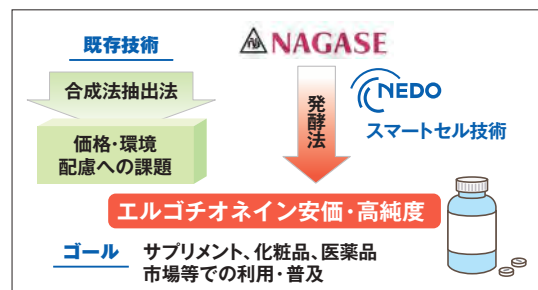 既存技術
合成法抽出法
価格・環境
配慮への課題
NAGASE
発酵法
NEDO
スマートセル技術
エルゴチオネイン安価・高純度
ゴール
サプリメント、化粧品、医薬品
市場等での利用・普及